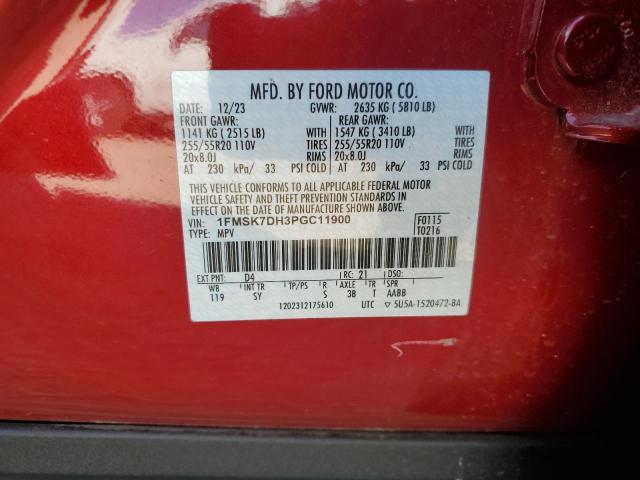 MFD. BY FORD MOTOR CO.
DATE: 12/23 GVWR: 2635 KG ( 5810 LB)
FRONT GAWR: REAR GAWR:
1141 KG ( 2515 LB) WITH 1547 KG ( 3410 LB) WITH
255/55R20 110V TIRES 255/55R20 110V TIRES
20x8.0J RIMS 20x8.0J RIMS
AT 230 kPa/ 33 PSI COLD AT 230 kPa/ 33 PSI COLD
THIS VEHICLE CONFORMS TO ALL APPLICABLE FEDERAL MOTOR
VEHICLE SAFETY AND THEFT PREVENTION STANDARDS IN
EFFECT ON THE DATE OF MANUFACTURE SHOWN ABOVE.
VIN: 1FMSK7DH3PGC11900 F0115
TYPE: MPV T0216
EXT PNT: D4 RC: 21 DSO:
WB INT TR TP/PS R AXLE TR SPR
119 SY S 3B T AABB
1202312175610 UTC ▽ 5U5A-1520472-BA